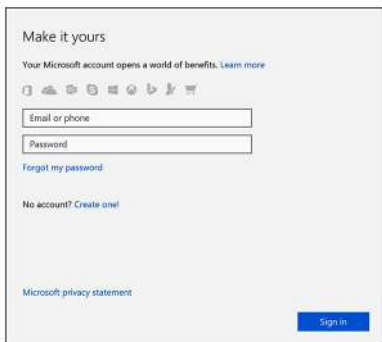 Make it yours
Your Microsoft account opens a world of benefits. Learn more
Email or phone
Password
Forgot my password
No account? Create one!
Microsoft privacy statement
Sign in